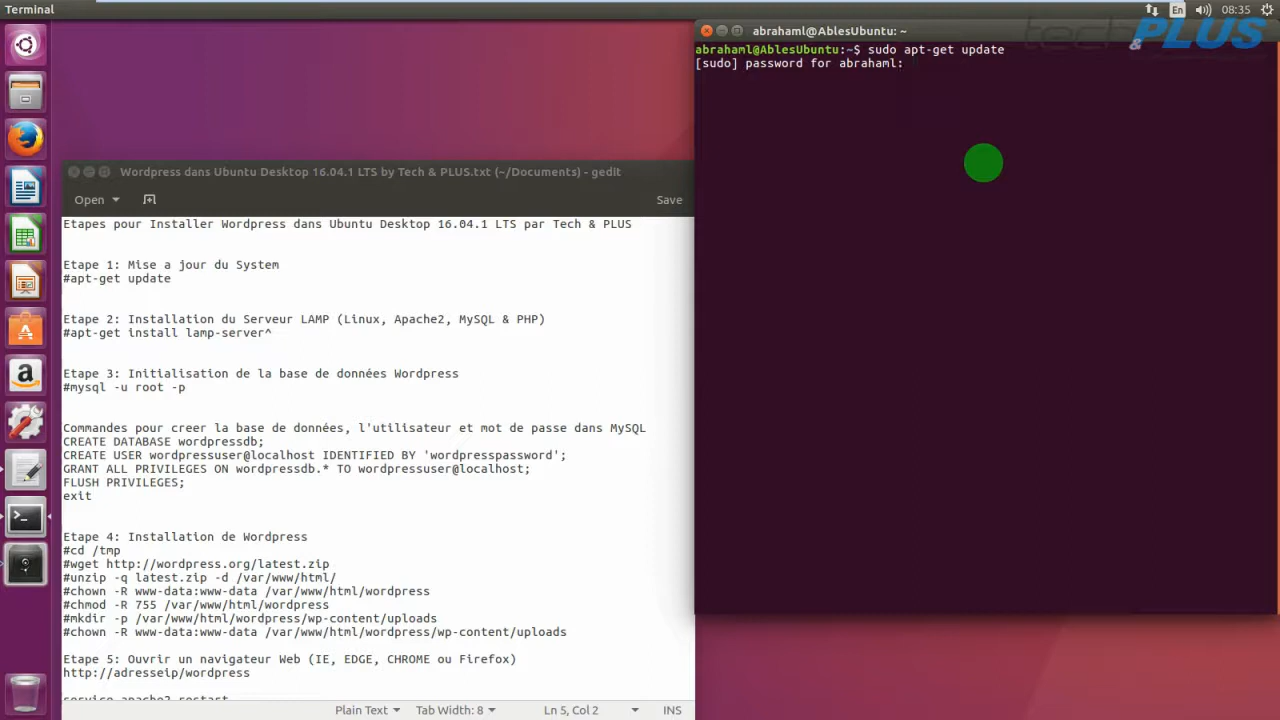 Terminal
En
08:35
tech & PLUS
abrahaml@AblesUbuntu: ~
abrahaml@AblesUbuntu:~$ sudo apt-get update
[sudo] password for abrahaml:
Wordpress dans Ubuntu Desktop 16.04.1 LTS by Tech & PLUS.txt (~/Documents) - gedit
Open
Save
Etapes pour Installer Wordpress dans Ubuntu Desktop 16.04.1 LTS par Tech & PLUS
Etape 1: Mise a jour du System
#apt-get update
Etape 2: Installation du Serveur LAMP (Linux, Apache2, MySQL & PHP)
#apt-get install lamp-server^
Etape 3: Initialisation de la base de données Wordpress
#mysql -u root -p
Commandes pour creer la base de données, l'utilisateur et mot de passe dans MySQL
CREATE DATABASE wordpressdb;
CREATE USER wordpressuser@localhost IDENTIFIED BY 'wordpresspassword';
GRANT ALL PRIVILEGES ON wordpressdb.* TO wordpressuser@localhost;
FLUSH PRIVILEGES;
exit
Etape 4: Installation de Wordpress
#cd /tmp
#wget http://wordpress.org/latest.zip
#unzip -q latest.zip -d /var/www/html/
#chown -R www-data:www-data /var/www/html/wordpress
#chmod -R 755 /var/www/html/wordpress
#mkdir -p /var/www/html/wordpress/wp-content/uploads
#chown -R www-data:www-data /var/www/html/wordpress/wp-content/uploads
Etape 5: Ouvrir un navigateur Web (IE, EDGE, CHROME ou Firefox)
http://adresseip/wordpress
service apache2 restart
Plain Text
Tab Width: 8
Ln 5, Col 2
INS